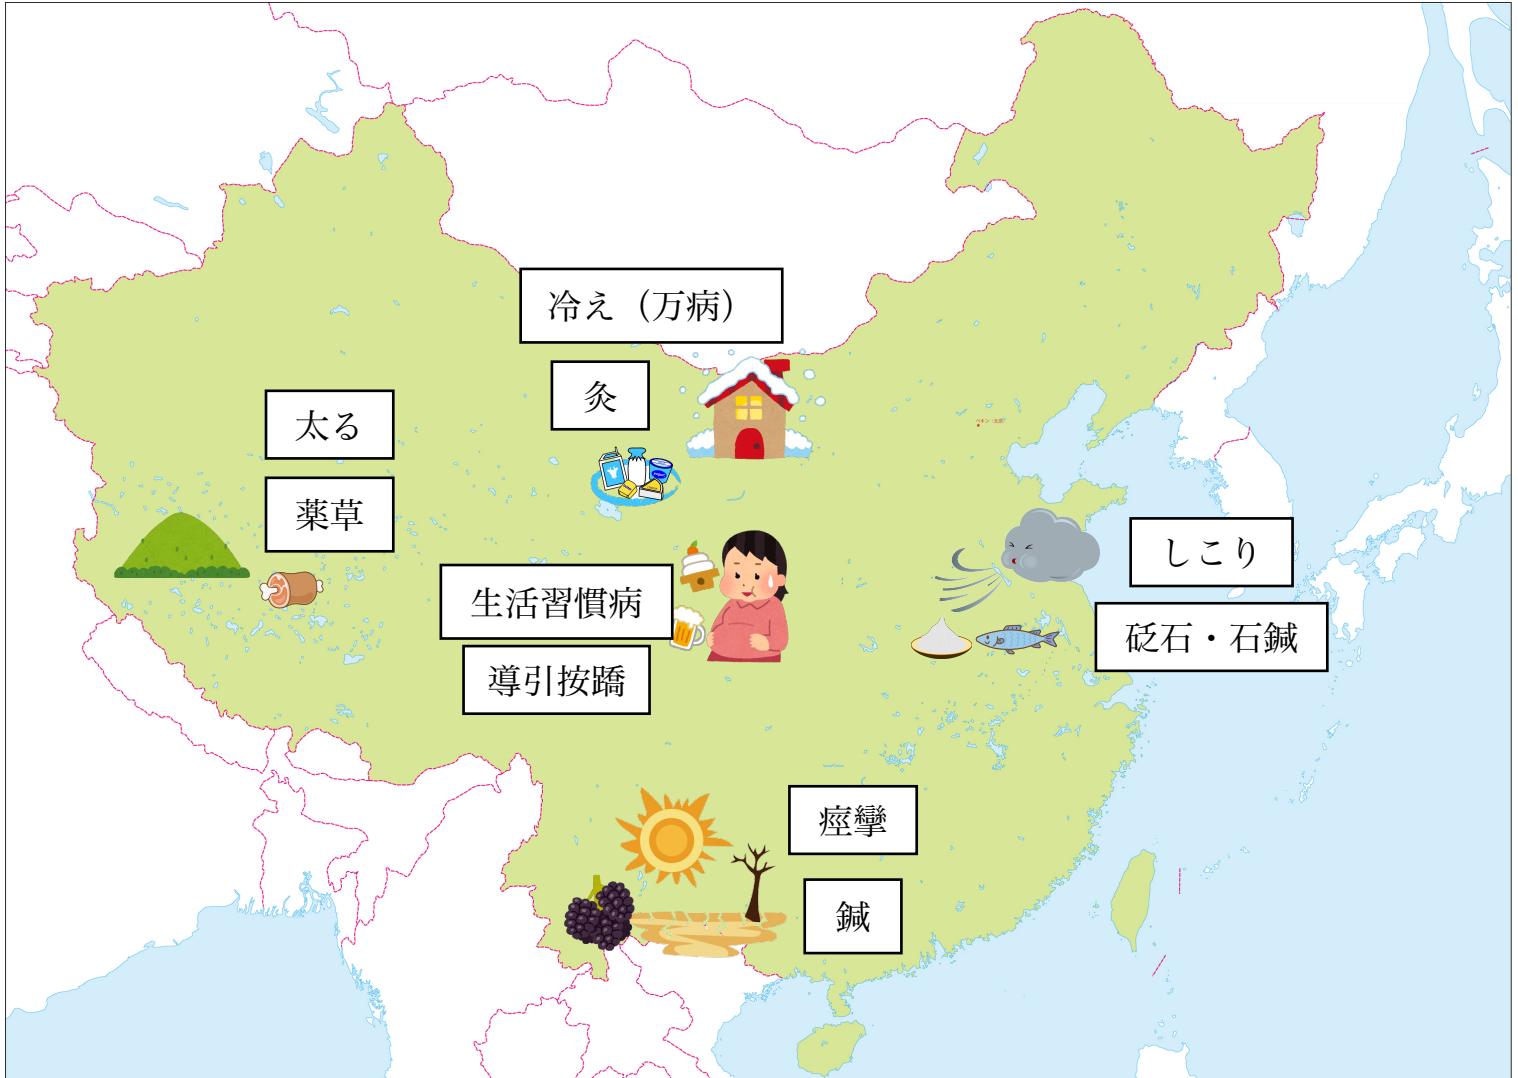 冷え（万病）
灸
太る
薬草
生活習慣病
導引按蹻
しこり
砭石・石鍼
痙攣
鍼